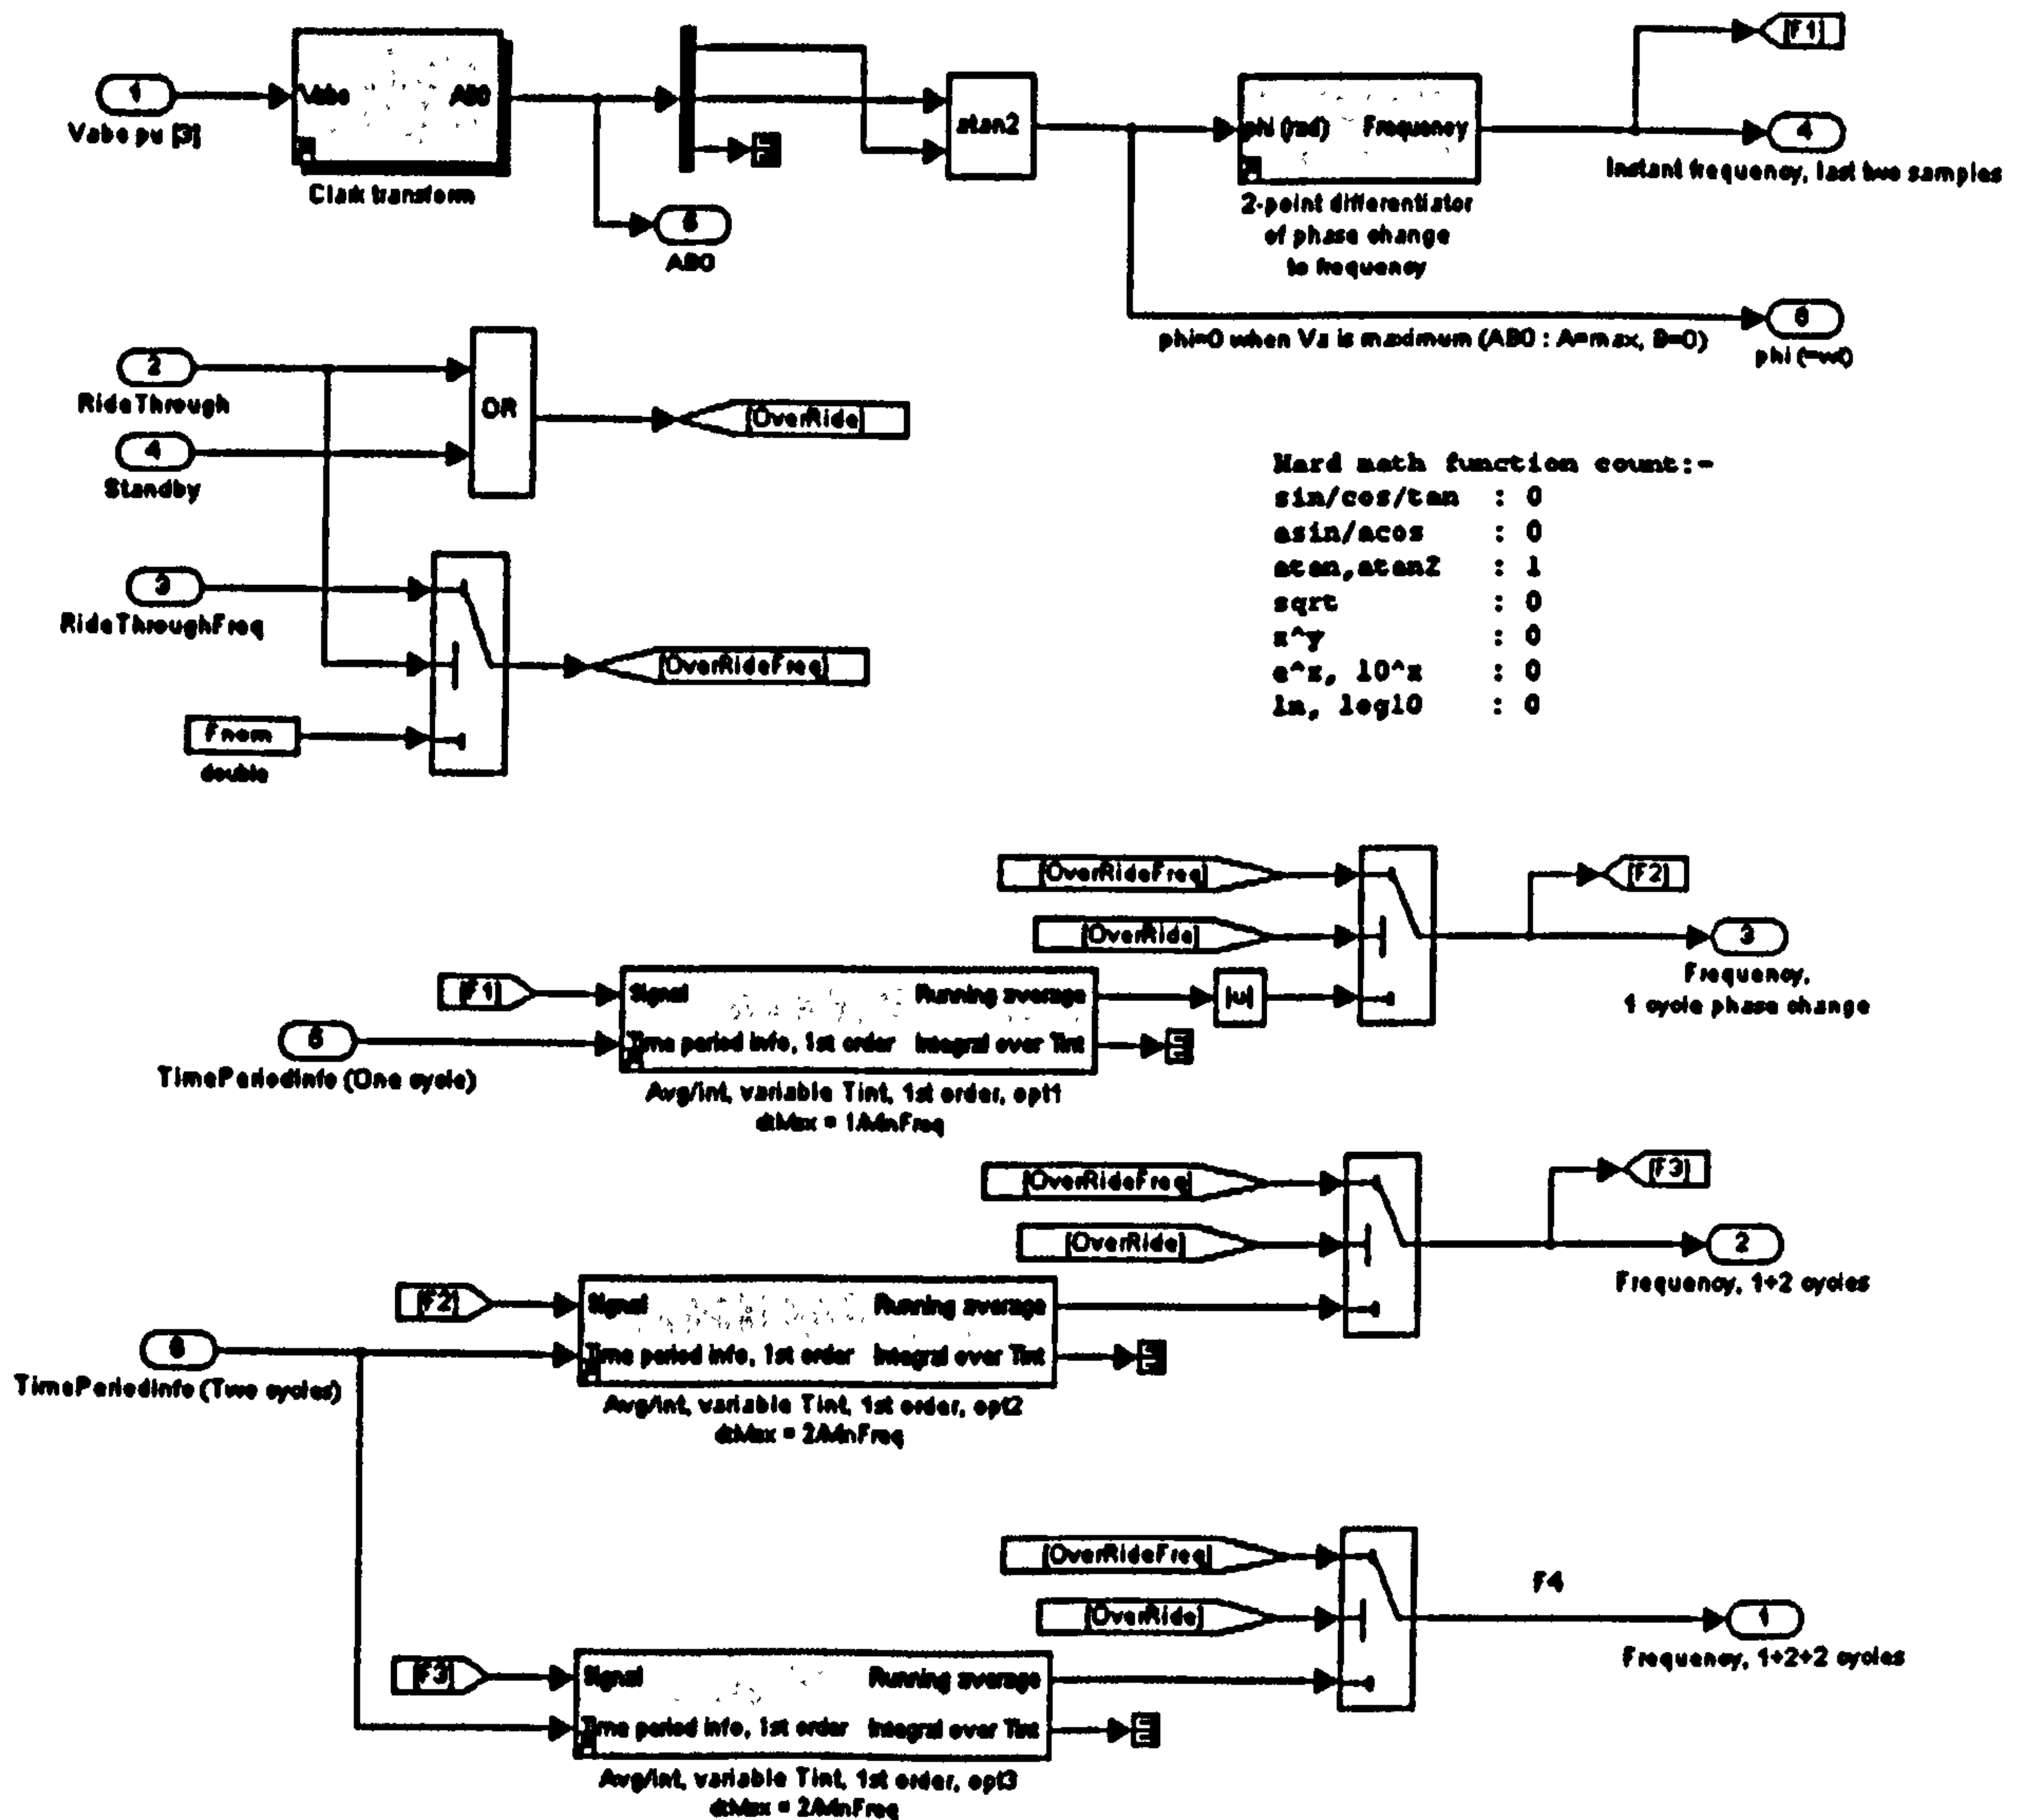 1
Vabc pu [3]
Vabc
AB0
Clark transform
5
AB0
atan2
phi (rad)
Frequency
2-point differentiator
of phase change
to frequency
[F1]
4
Instant frequency, last two samples
phi=0 when Va is maximum (AB0 : A=max, B=0)
6
phi (=wt)
2
RideThrough
4
Standby
OR
[OverRide]
3
RideThroughFreq
Fnom
double
[OverRideFreq]
Hard math function count:-
sin/cos/tan : 0
asin/acos : 0
atan,atan2 : 1
sqrt : 0
x^y : 0
e^x, 10^x : 0
ln, log10 : 0
[OverRideFreq]
[OverRide]
[F2]
3
Frequency,
1 cycle phase change
[F1]
5
TimePeriodInfo (One cycle)
Signal
Running average
|u|
Time period info, 1st order
Integral over Tint
Avg/Int, variable Tint, 1st order, opt1
dtMax = 1/MinFreq
[OverRideFreq]
[OverRide]
[F3]
2
Frequency, 1+2 cycles
[F2]
6
TimePeriodInfo (Two cycles)
Signal
Running average
Time period info, 1st order
Integral over Tint
Avg/Int, variable Tint, 1st order, opt2
dtMax = 2/MinFreq
[OverRideFreq]
[OverRide]
F4
1
Frequency, 1+2+2 cycles
[F3]
Signal
Running average
Time period info, 1st order
Integral over Tint
Avg/Int, variable Tint, 1st order, opt3
dtMax = 2/MinFreq